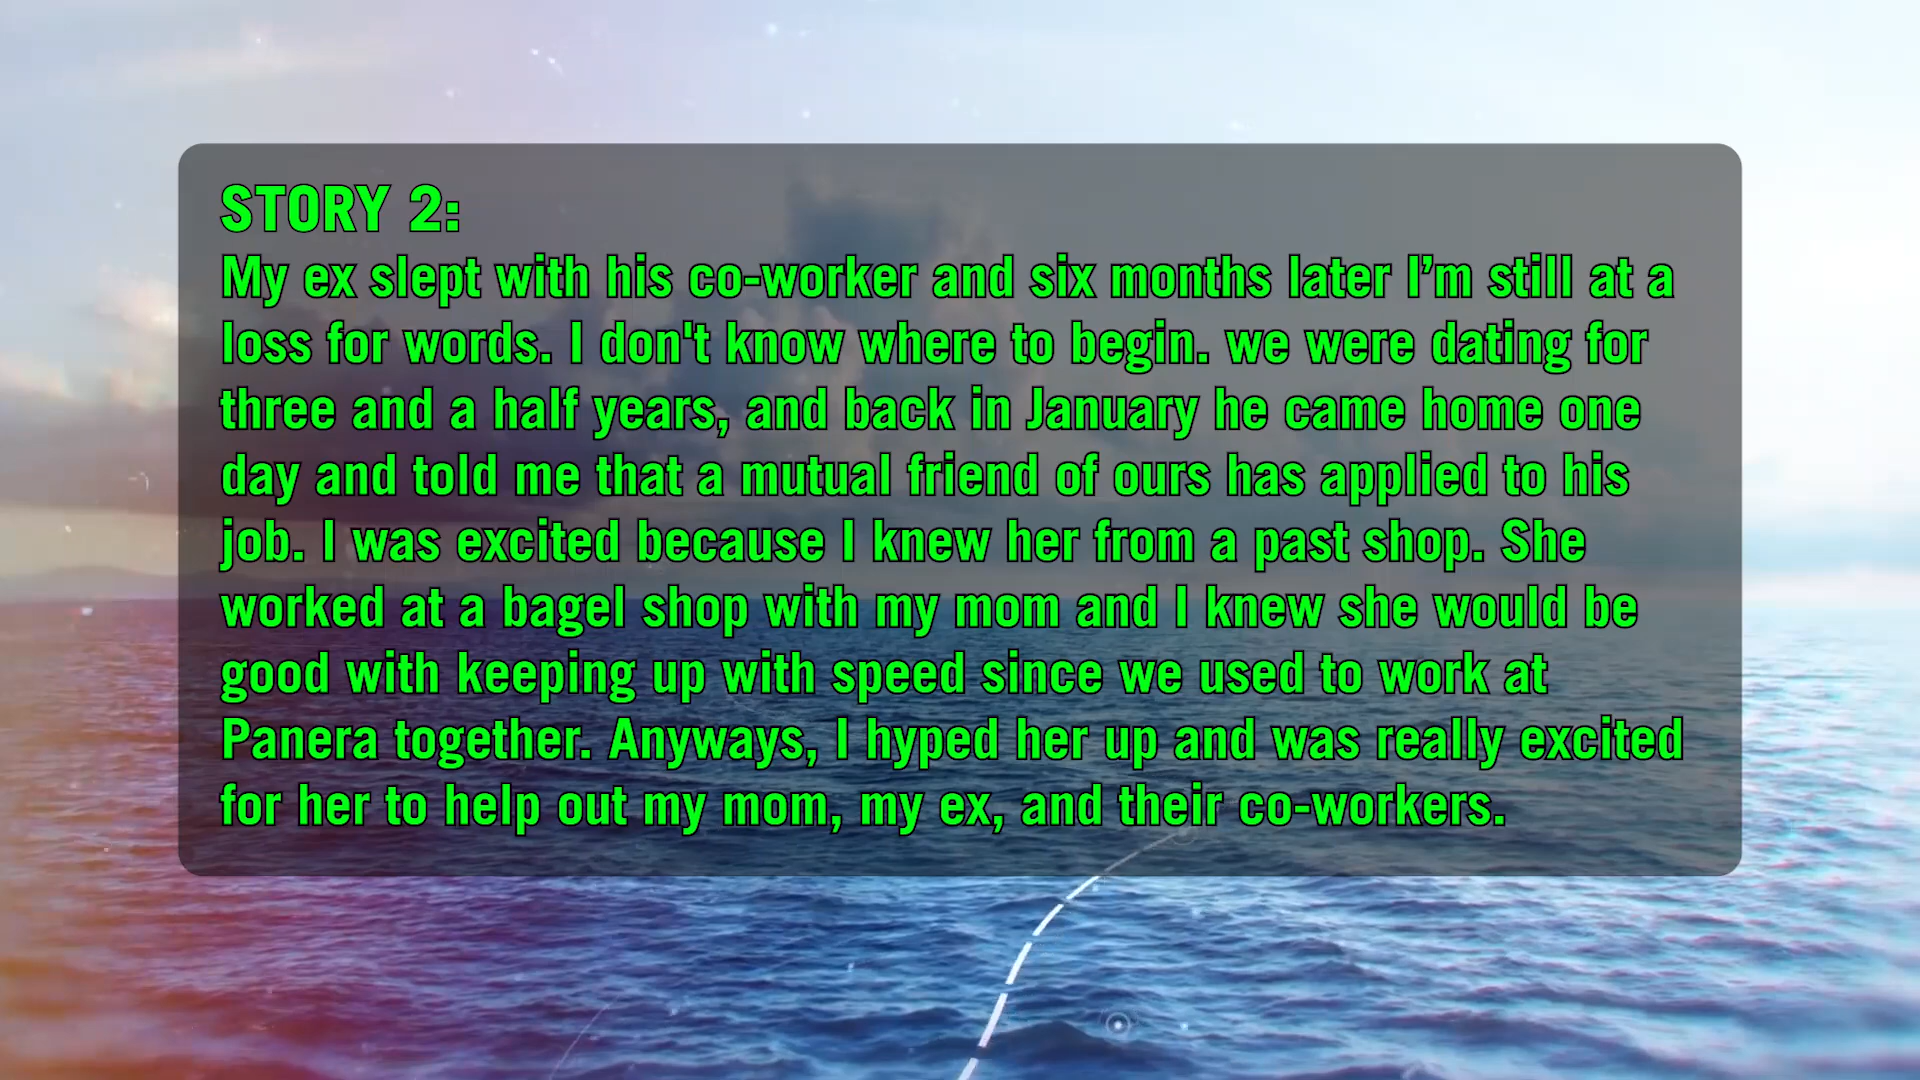 STORY 2:
My ex slept with his co-worker and six months later I’m still at a
loss for words. I don't know where to begin. we were dating for
three and a half years, and back in January he came home one
day and told me that a mutual friend of ours has applied to his
job. I was excited because I knew her from a past shop. She
worked at a bagel shop with my mom and I knew she would be
good with keeping up with speed since we used to work at
Panera together. Anyways, I hyped her up and was really excited
for her to help out my mom, my ex, and their co-workers.